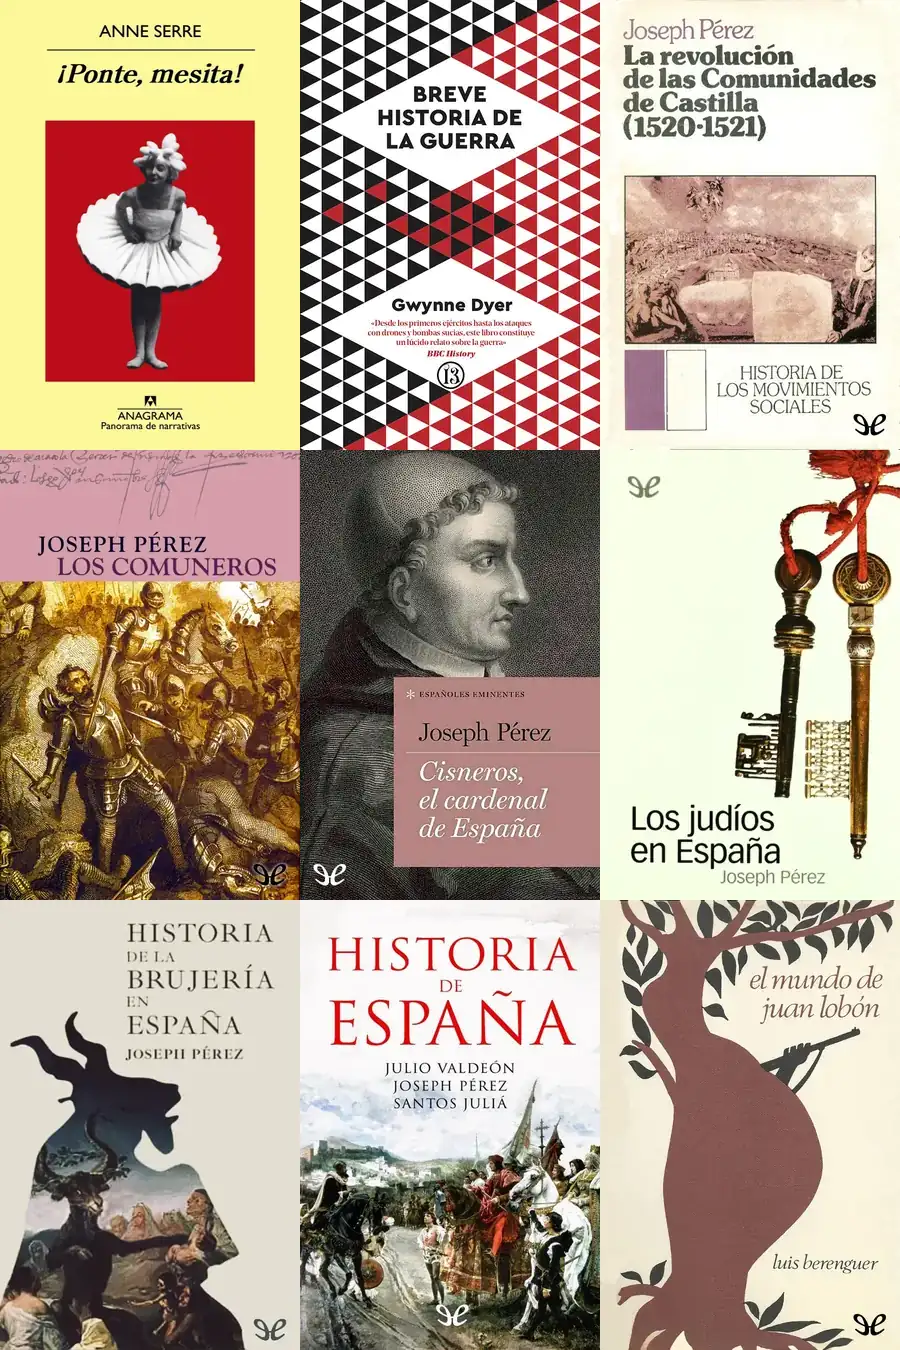 ANNE SERRE
¡Ponte, mesita!
ANAGRAMA
Panorama de narrativas
BREVE
HISTORIA DE
LA GUERRA
Gwynne Dyer
«Desde los primeros ejércitos hasta los ataques
con drones y bombas sucias, este libro constituye
un lúcido relato sobre la guerra»
BBC History
13
Joseph Pérez
La revolución
de las Comunidades
de Castilla
(1520-1521)
HISTORIA DE
LOS MOVIMIENTOS
SOCIALES
JOSEPH PÉREZ
LOS COMUNEROS
* ESPAÑOLES EMINENTES
Joseph Pérez
Cisneros,
el cardenal
de España
Los judíos
en España
Joseph Pérez
HISTORIA
DE LA
BRUJERÍA
EN
ESPAÑA
JOSEPH PÉREZ
HISTORIA
DE
ESPAÑA
JULIO VALDEÓN
JOSEPH PÉREZ
SANTOS JULIÁ
el mundo de
juan lobón
luis berenguer